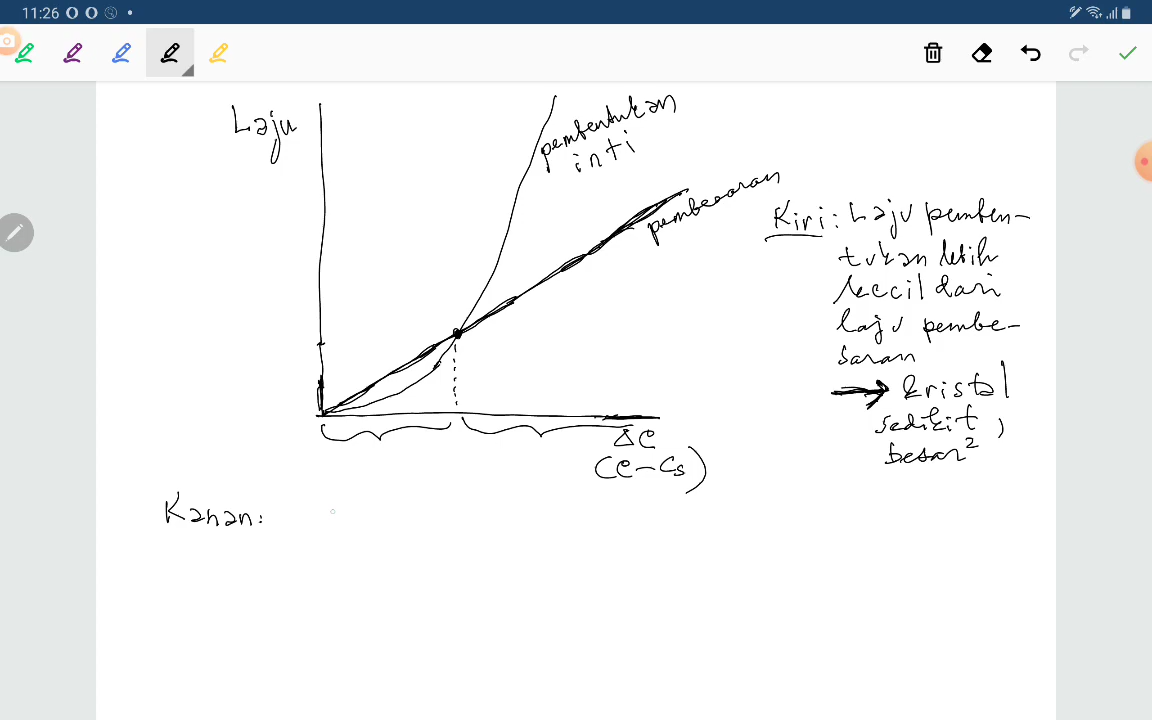 11:26
Laju
pembentukan
inti
pembesaran
Kiri: Laju pemben-
tukan lebih
kecil dari
laju pembe-
saran
→ kristal
sedikit,
besar²
ΔC
(C-Cs)
Kanan: